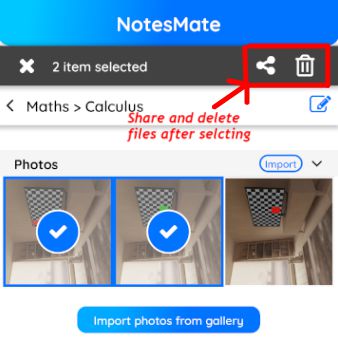 NotesMate
2 item selected
Maths > Calculus
Share and delete
files after selcting
Photos
Import
Import photos from gallery